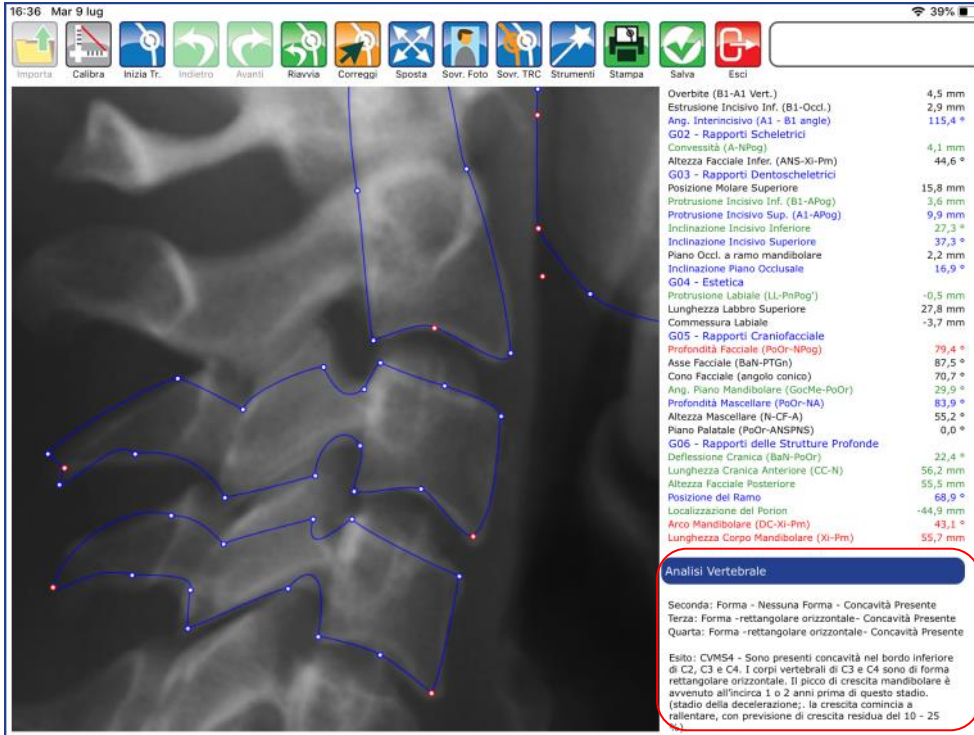 16:36 Mar 9 lug
39%
Importa Calibra Inizia Tr. Indietro Avanti Riavvia Correggi Sposta Sovr. Foto Sovr. TRC Strumenti Stampa Salva Esci
Overbite (B1-A1 Vert.) 4,5 mm
Estrusione Incisivo Inf. (B1-Occl.) 2,9 mm
Ang. Interincisivo (A1 - B1 angle) 115,4 °
G02 - Rapporti Scheletrici
Convessità (A-NPog) 4,1 mm
Altezza Facciale Infer. (ANS-Xi-Pm) 44,6 °
G03 - Rapporti Dentoscheletrici
Posizione Molare Superiore 15,8 mm
Protrusione Incisivo Inf. (B1-APog) 3,6 mm
Protrusione Incisivo Sup. (A1-APog) 9,9 mm
Inclinazione Incisivo Inferiore 27,3 °
Inclinazione Incisivo Superiore 37,3 °
Piano Occl. a ramo mandibolare 2,2 mm
Inclinazione Piano Occlusale 16,9 °
G04 - Estetica
Protrusione Labiale (LL-PnPog') -0,5 mm
Lunghezza Labbro Superiore 27,8 mm
Commessura Labiale -3,7 mm
G05 - Rapporti Craniofacciale
Profondità Facciale (PoOr-NPog) 79,4 °
Asse Facciale (BaN-PTGn) 87,5 °
Cono Facciale (angolo conico) 70,7 °
Ang. Piano Mandibolare (GocMe-PoOr) 29,9 °
Profondità Mascellare (PoOr-NA) 83,9 °
Altezza Mascellare (N-CF-A) 55,2 °
Piano Palatale (PoOr-ANSPNS) 0,0 °
G06 - Rapporti delle Strutture Profonde
Deflessione Cranica (BaN-PoOr) 22,4 °
Lunghezza Cranica Anteriore (CC-N) 56,2 mm
Altezza Facciale Posteriore 55,5 mm
Posizione del Ramo 68,9 °
Localizzazione del Porion -44,9 mm
Arco Mandibolare (DC-Xi-Pm) 43,1 °
Lunghezza Corpo Mandibolare (Xi-Pm) 55,7 mm
Analisi Vertebrale
Seconda: Forma - Nessuna Forma - Concavità Presente
Terza: Forma -rettangolare orizzontale- Concavità Presente
Quarta: Forma -rettangolare orizzontale- Concavità Presente
Esito: CVMS4 - Sono presenti concavità nel bordo inferiore
di C2, C3 e C4. I corpi vertebrali di C3 e C4 sono di forma
rettangolare orizzontale. Il picco di crescita mandibolare è
avvenuto all'incirca 1 o 2 anni prima di questo stadio.
(stadio della decelerazione;. la crescita comincia a
rallentare, con previsione di crescita residua del 10 - 25
%)